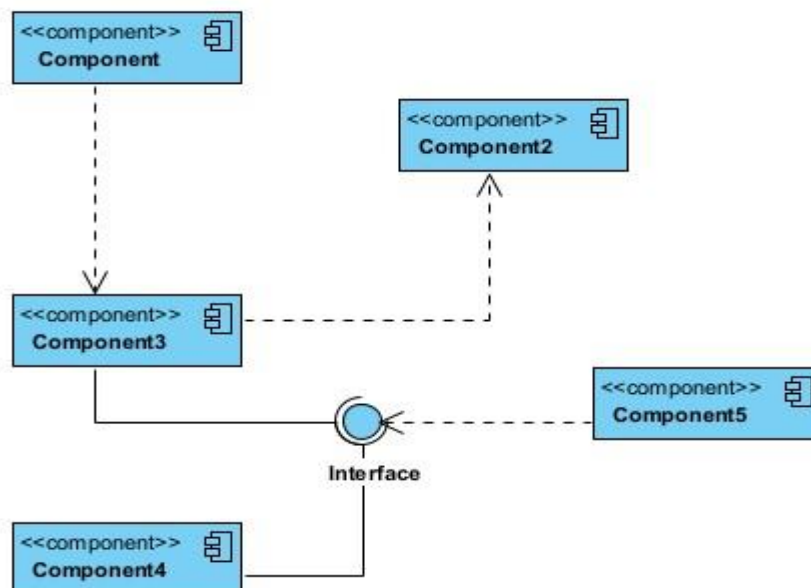 <<component>>
Component
<<component>>
Component2
<<component>>
Component3
<<component>>
Component5
Interface
<<component>>
Component4